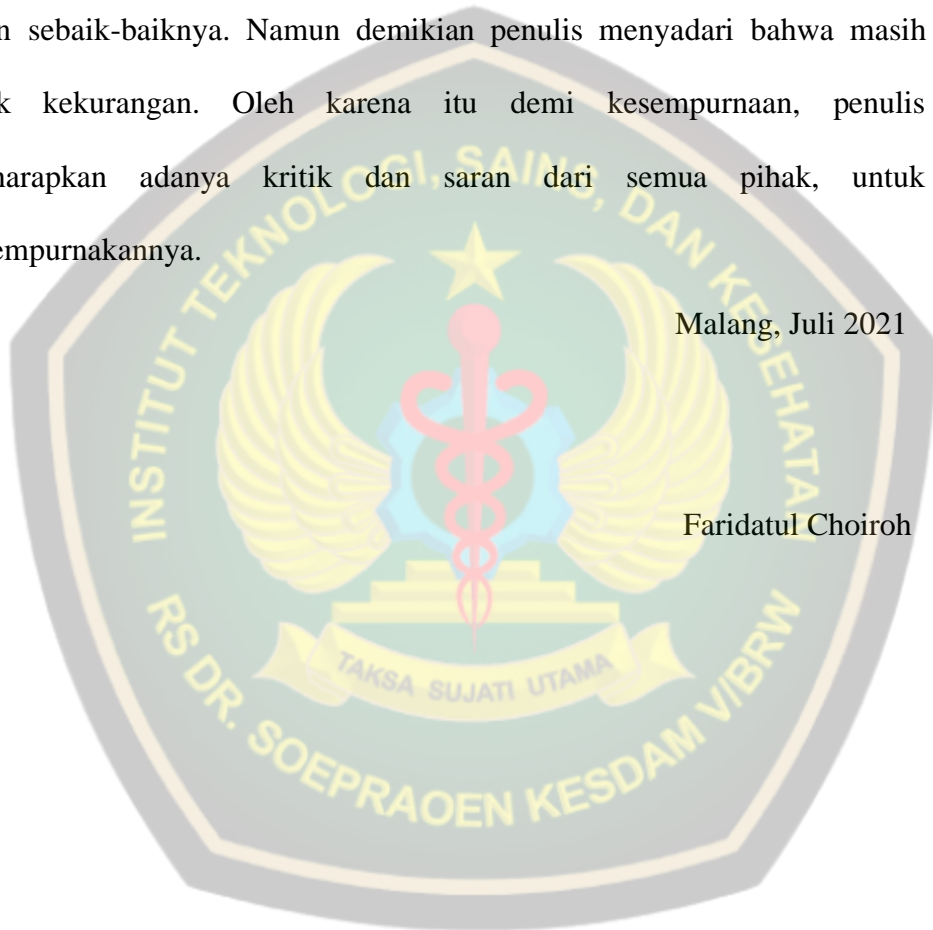 n sebaik-baiknya. Namun demikian penulis menyadari bahwa masih
k kekurangan. Oleh karena itu demi kesempurnaan, penulis
narapkan adanya kritik dan saran dari semua pihak, untuk
empurnakannya.
Malang, Juli 2021
Faridatul Choiroh
INSTITUT TEKNOLOGI, SAINS, DAN KESEHATAN
TAKSA SUJATI UTAMA
RS DR. SOEPRAOEN KESDAM V/BRW